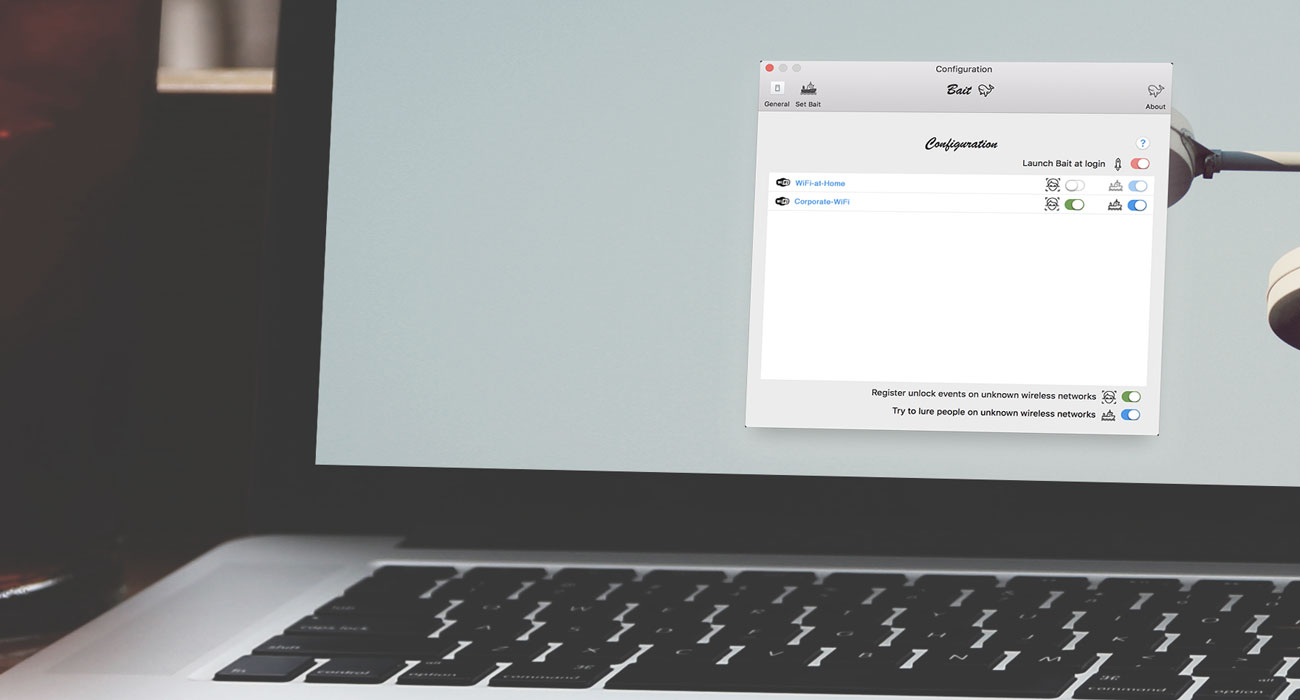 Configuration
Bait
General Set Bait
About
Configuration
?
Launch Bait at login
WiFi-at-Home
Corporate-WiFi
Register unlock events on unknown wireless networks
Try to lure people on unknown wireless networks
caps lock
shift
fn control option command
command option